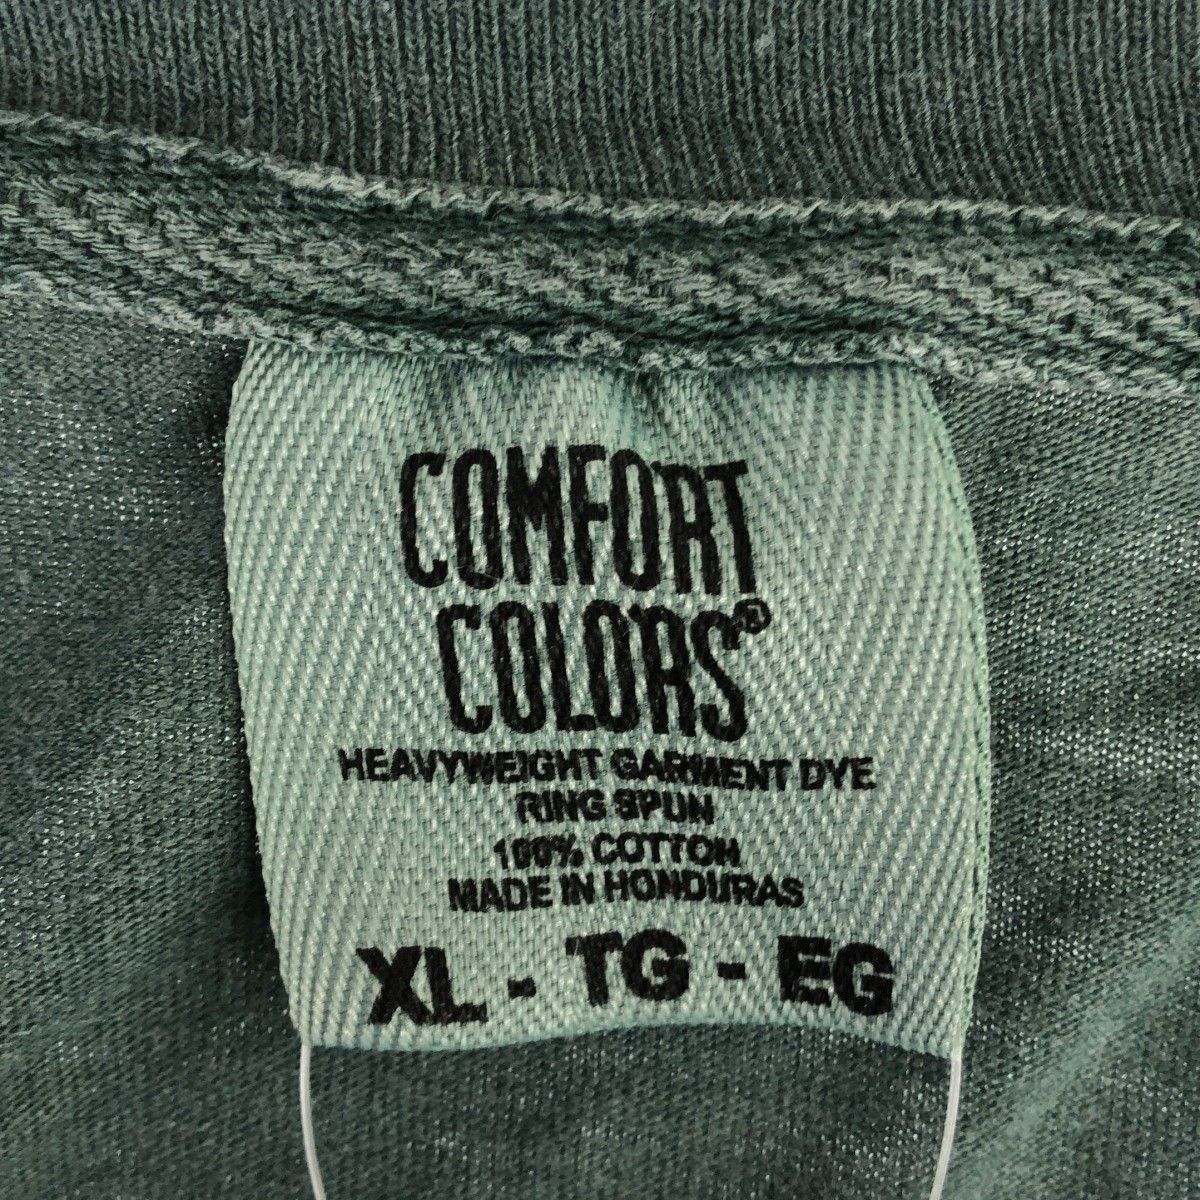 COMFORT
COLORS®
HEAVYWEIGHT GARMENT DYE
RING SPUN
100% COTTON
MADE IN HONDURAS
XL - TG - EG